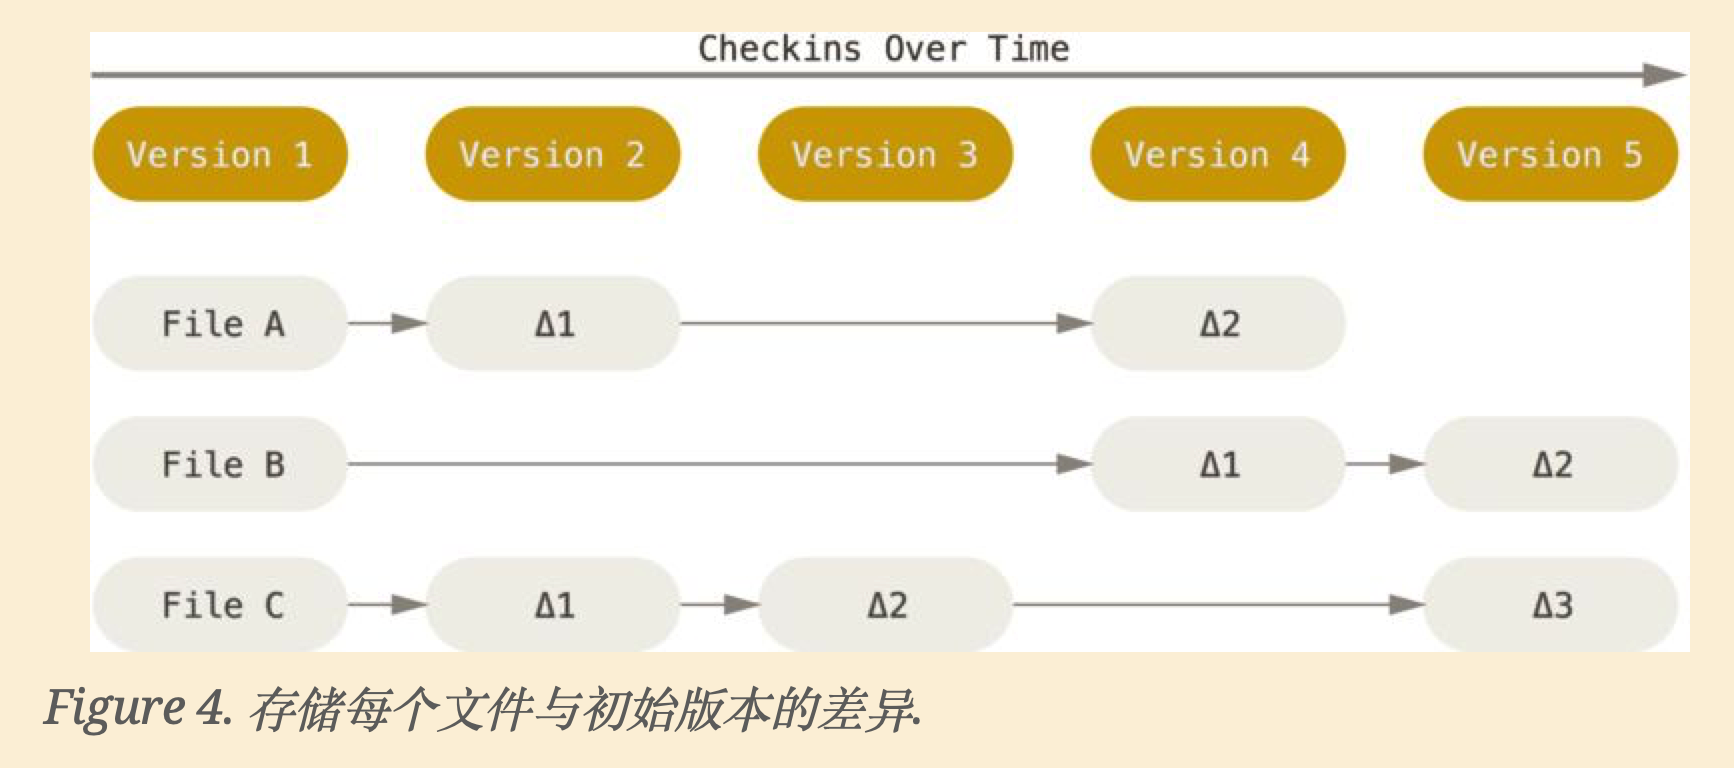 Checkins Over Time
Version 1 Version 2 Version 3 Version 4 Version 5
File A Δ1 Δ2
File B Δ1 Δ2
File C Δ1 Δ2 Δ3
Figure 4. 存储每个文件与初始版本的差异.